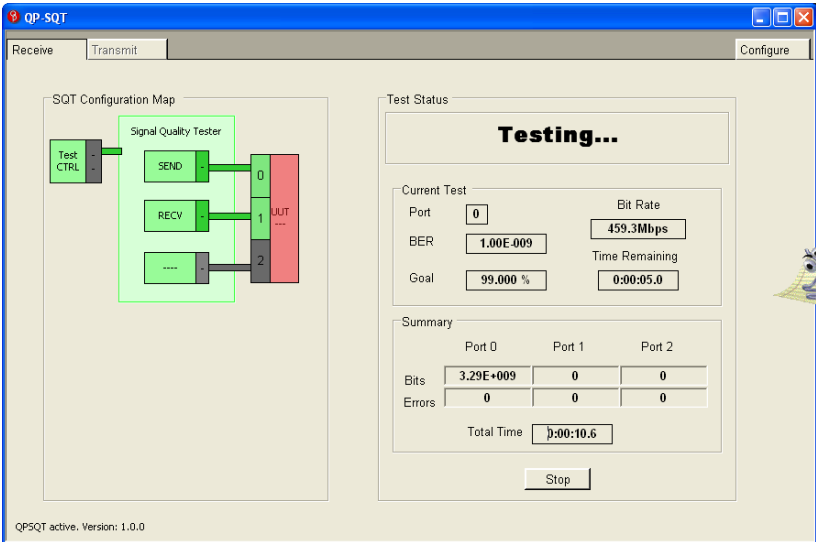 QP-SQT
Receive Transmit Configure
SQT Configuration Map
Signal Quality Tester
Test
CTRL
-
-
SEND -
RECV -
---- -
0
1
2
UUT
---
Test Status
Testing...
Current Test
Port 0
Bit Rate
459.3Mbps
BER 1.00E-009
Time Remaining
Goal 99.000 % 0:00:05.0
Summary
Port 0 Port 1 Port 2
Bits 3.29E+009 0 0
Errors 0 0 0
Total Time 0:00:10.6
Stop
QPSQT active. Version: 1.0.0